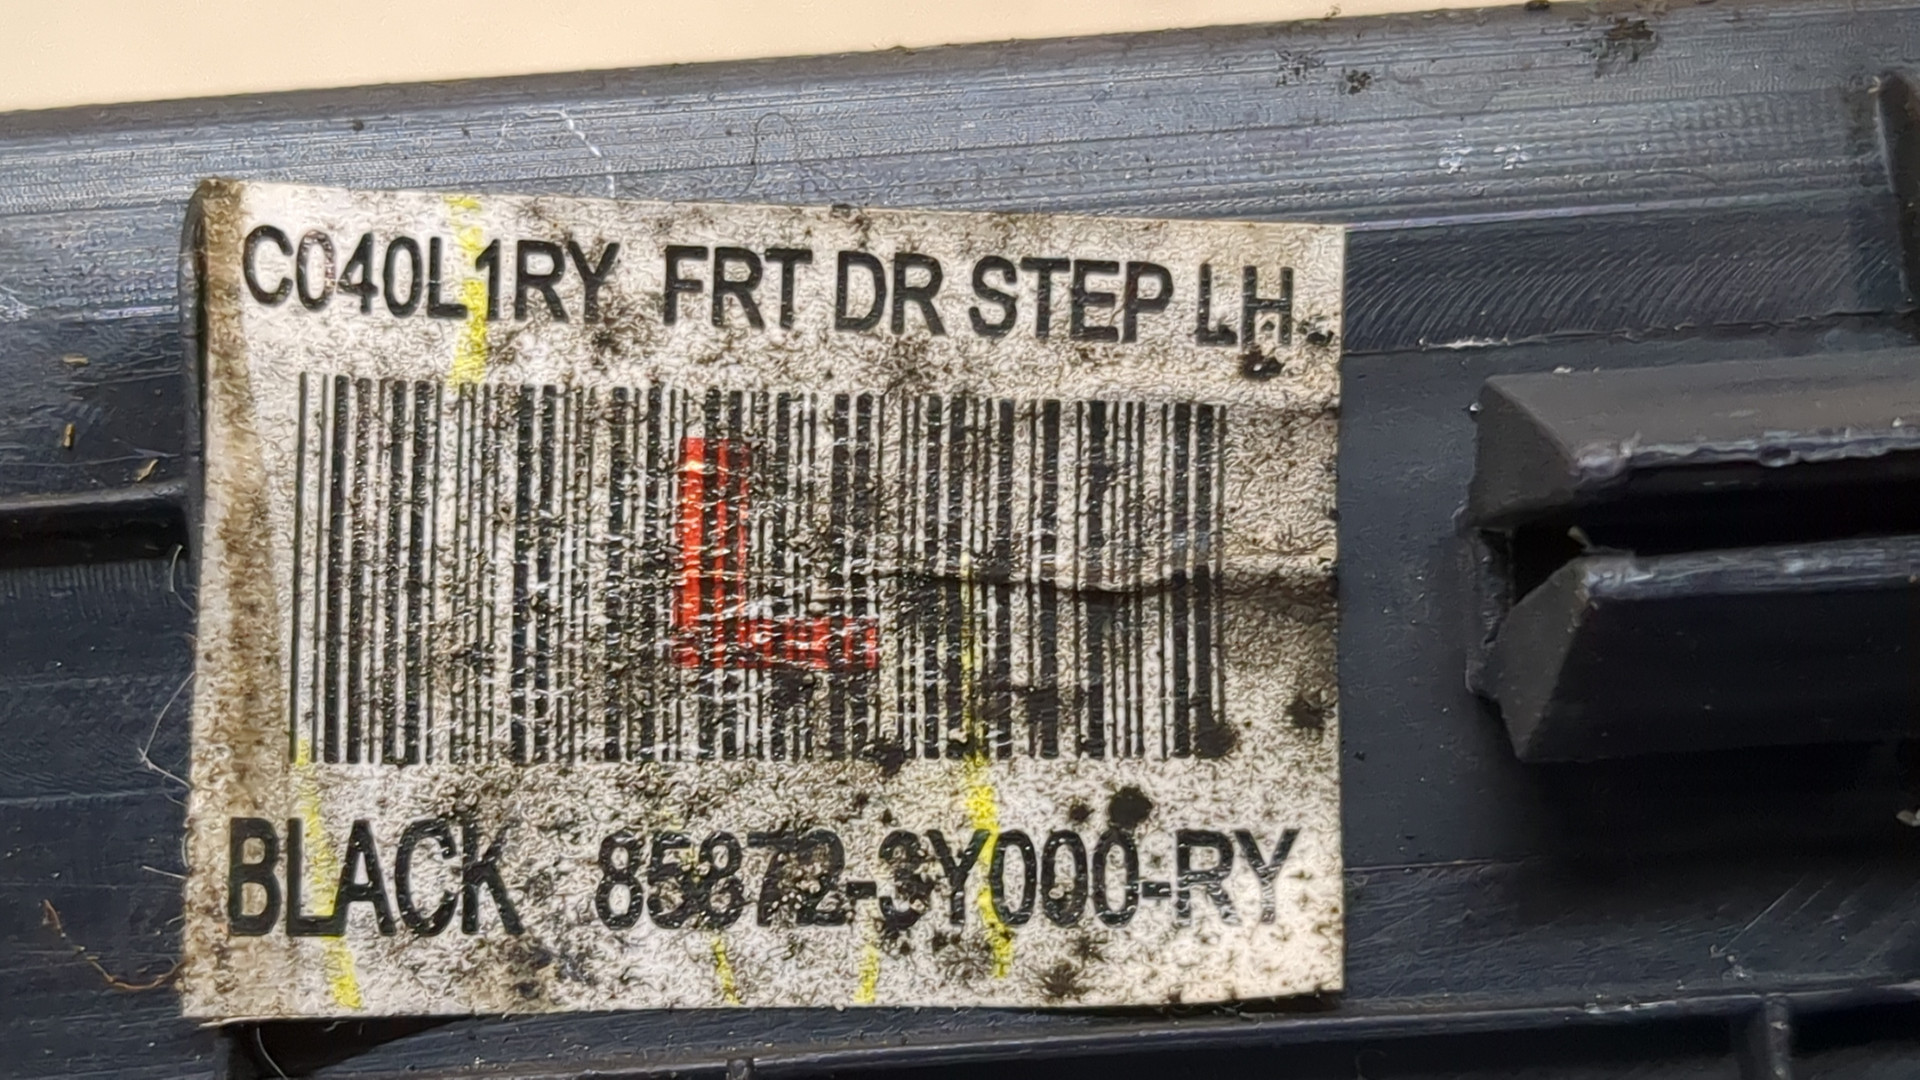 C040L1RY FRT DR STEP LH
L
BLACK 85872-3Y000-RY